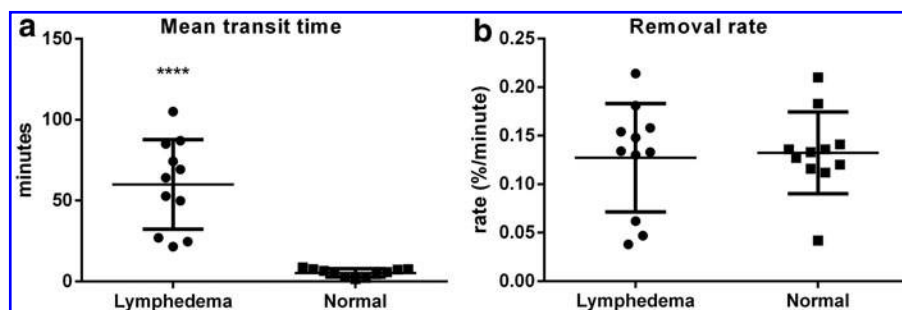 a
Mean transit time
150
100
50
0
minutes
****
Lymphedema
Normal
b
Removal rate
0.25
0.20
0.15
0.10
0.05
0.00
rate (%/minute)
Lymphedema
Normal